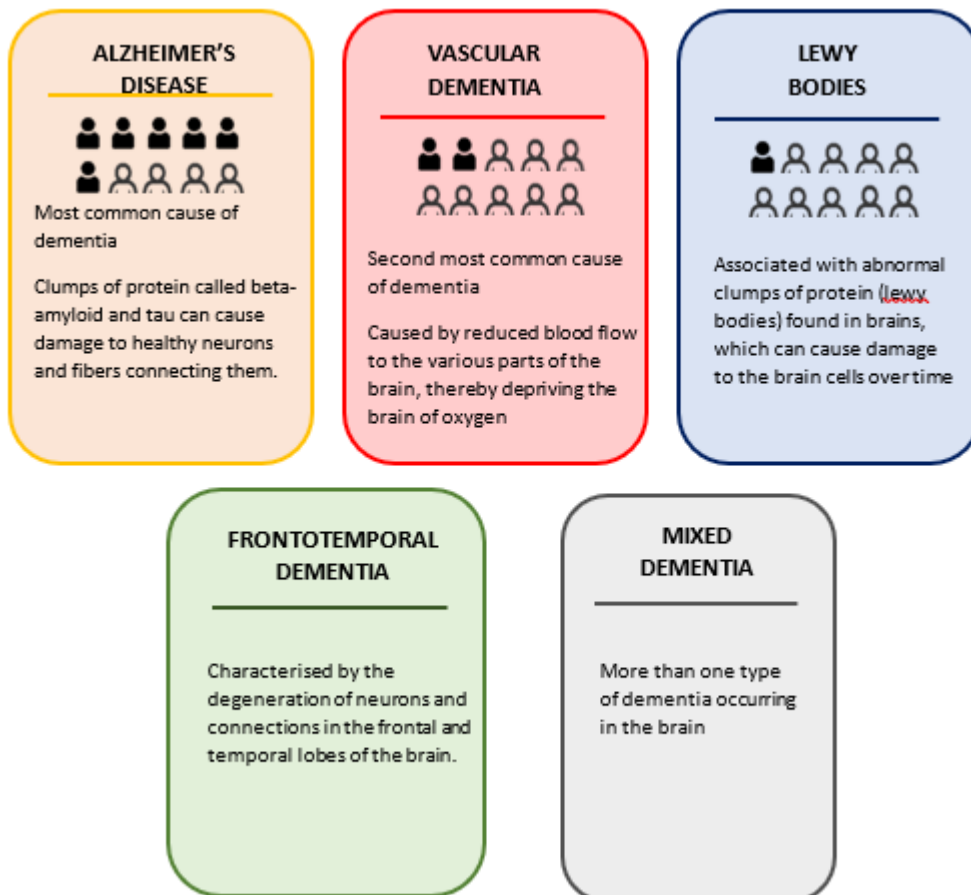 ALZHEIMER'S
DISEASE
Most common cause of
dementia
Clumps of protein called beta-
amyloid and tau can cause
damage to healthy neurons
and fibers connecting them.
VASCULAR
DEMENTIA
Second most common cause
of dementia
Caused by reduced blood flow
to the various parts of the
brain, thereby depriving the
brain of oxygen
LEWY
BODIES
Associated with abnormal
clumps of protein (lewy
bodies) found in brains,
which can cause damage
to the brain cells over time
FRONTOTEMPORAL
DEMENTIA
Characterised by the
degeneration of neurons and
connections in the frontal and
temporal lobes of the brain.
MIXED
DEMENTIA
More than one type
of dementia occurring
in the brain